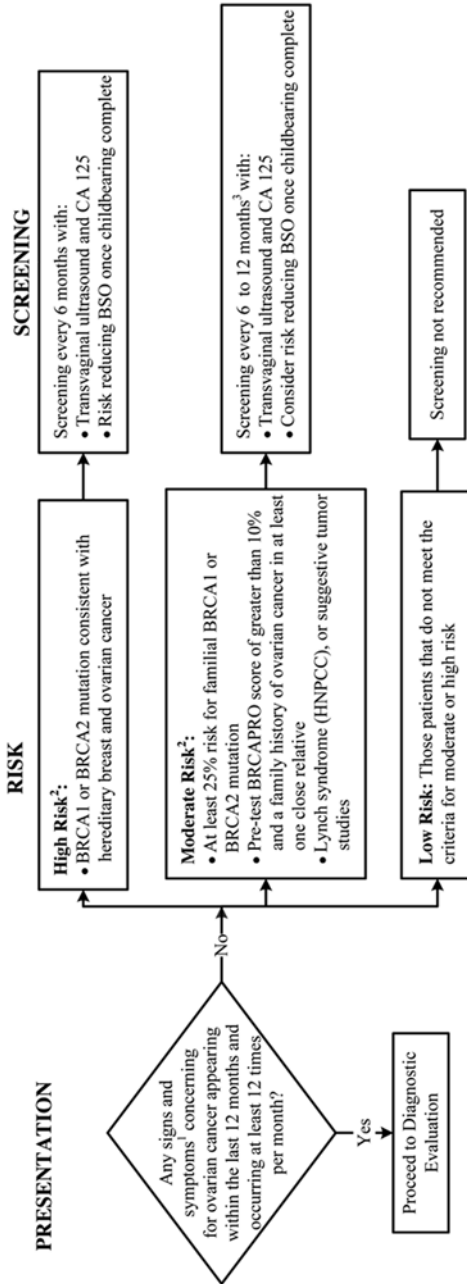 PRESENTATION
RISK
SCREENING
Any signs and
symptoms¹ concerning
for ovarian cancer appearing
within the last 12 months and
occurring at least 12 times
per month?
No
Yes
Proceed to Diagnostic
Evaluation
High Risk²:
• BRCA1 or BRCA2 mutation consistent with
hereditary breast and ovarian cancer
Screening every 6 months with:
• Transvaginal ultrasound and CA 125
• Risk reducing BSO once childbearing complete
Moderate Risk²:
• At least 25% risk for familial BRCA1 or
BRCA2 mutation
• Pre-test BRCAPRO score of greater than 10%
and a family history of ovarian cancer in at least
one close relative
• Lynch syndrome (HNPCC), or suggestive tumor
studies
Screening every 6 to 12 months³ with:
• Transvaginal ultrasound and CA 125
• Consider risk reducing BSO once childbearing complete
Low Risk: Those patients that do not meet the
criteria for moderate or high risk
Screening not recommended